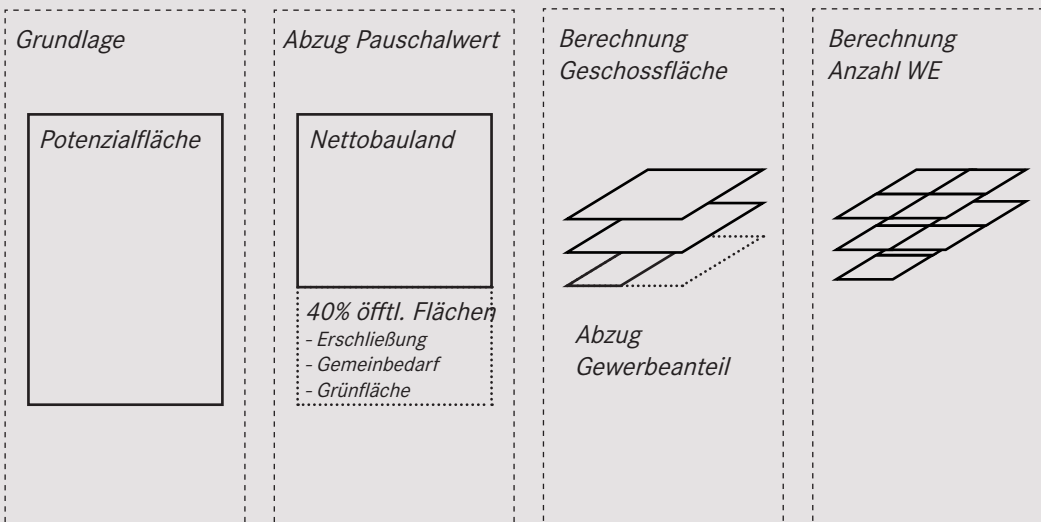 Grundlage
Potenzialfläche
Abzug Pauschalwert
Nettobauland
40% öfftl. Flächen
- Erschließung
- Gemeinbedarf
- Grünfläche
Berechnung
Geschossfläche
Abzug
Gewerbeanteil
Berechnung
Anzahl WE